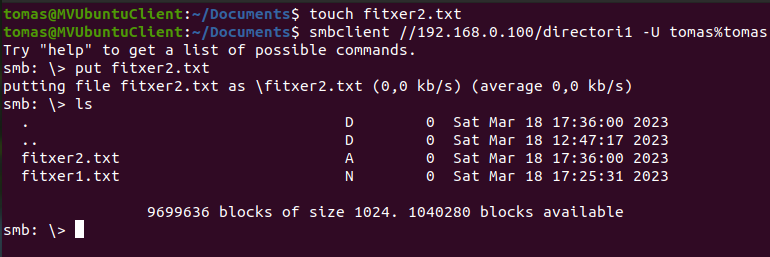 tomas@MVUbuntuClient:~/Documents$ touch fitxer2.txt
tomas@MVUbuntuClient:~/Documents$ smbclient //192.168.0.100/directori1 -U tomas%tomas
Try "help" to get a list of possible commands.
smb: \> put fitxer2.txt
putting file fitxer2.txt as \fitxer2.txt (0,0 kb/s) (average 0,0 kb/s)
smb: \> ls
  .                                   D        0  Sat Mar 18 17:36:00 2023
  ..                                  D        0  Sat Mar 18 12:47:17 2023
  fitxer2.txt                         A        0  Sat Mar 18 17:36:00 2023
  fitxer1.txt                         N        0  Sat Mar 18 17:25:31 2023
                9699636 blocks of size 1024. 1040280 blocks available
smb: \>